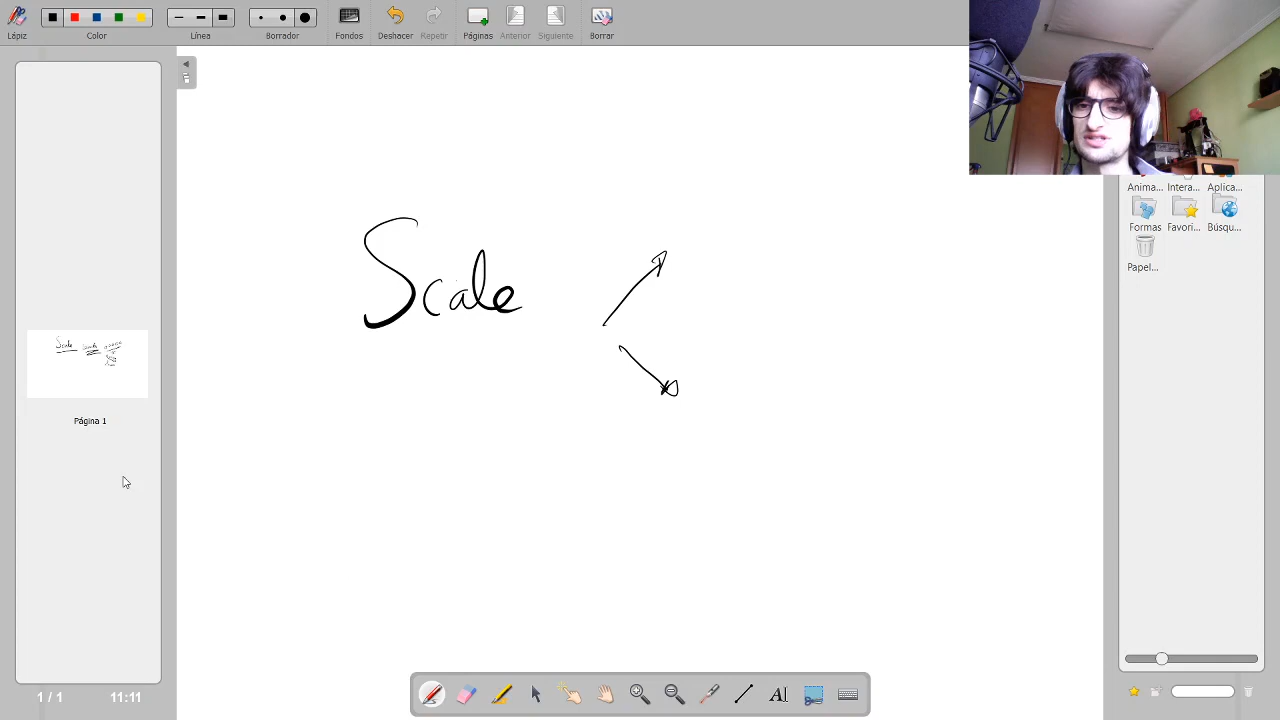 Lápiz Color Línea Borrador Fondos Deshacer Repetir Páginas Anterior Siguiente Borrar
Anima... Intera... Aplica...
Formas Favori... Búsqu...
Papel...
Scale
Scale
Página 1
1 / 1 11:11